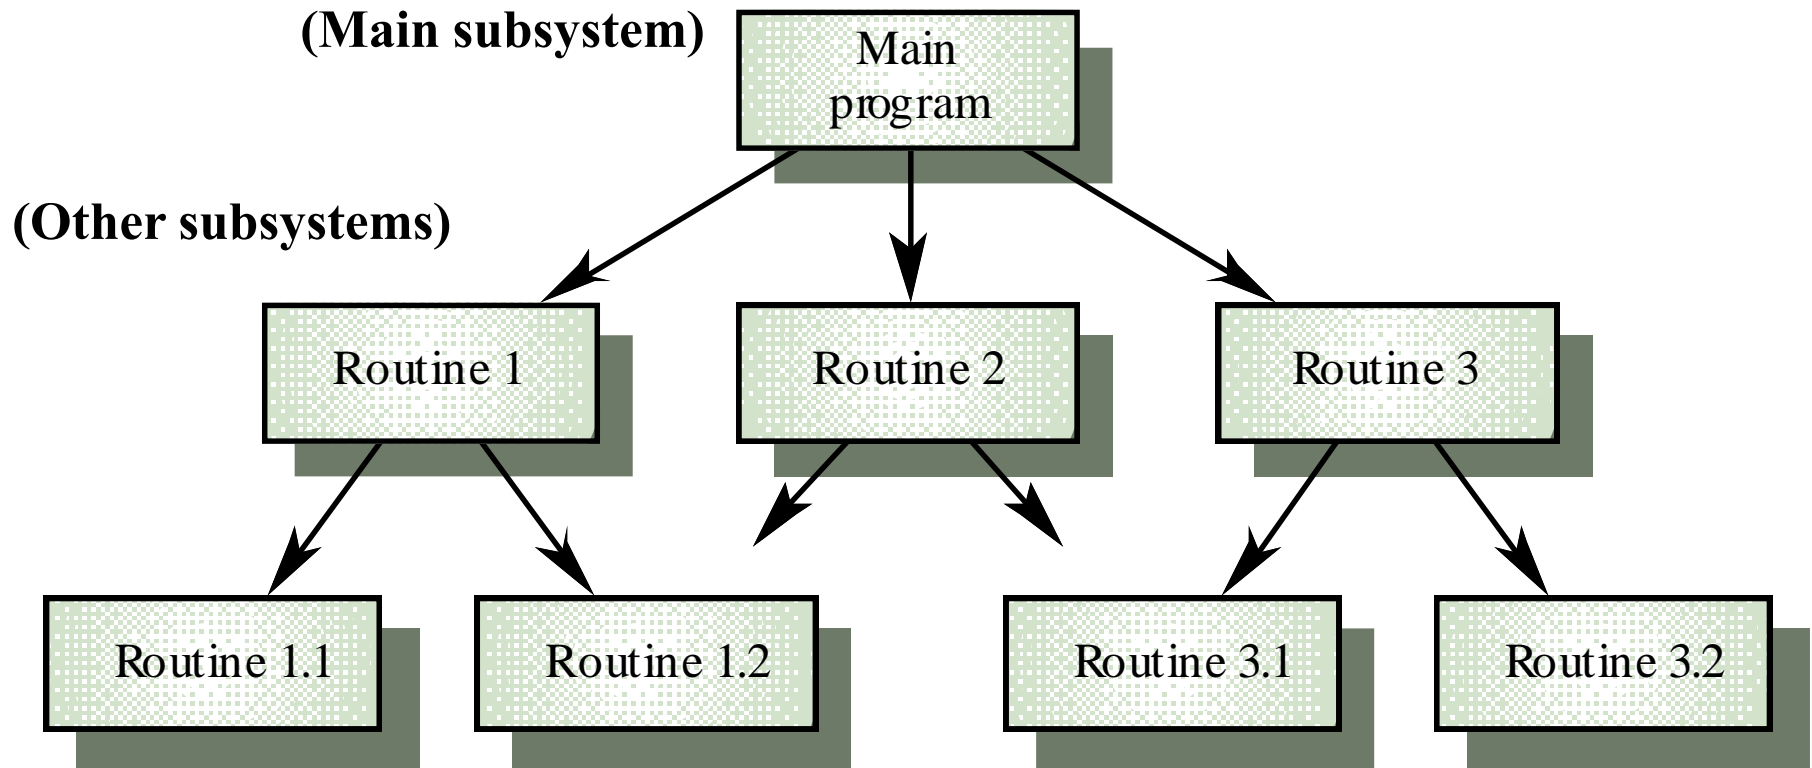 (Main subsystem)
Main
program
(Other subsystems)
Routine 1
Routine 2
Routine 3
Routine 1.1
Routine 1.2
Routine 3.1
Routine 3.2